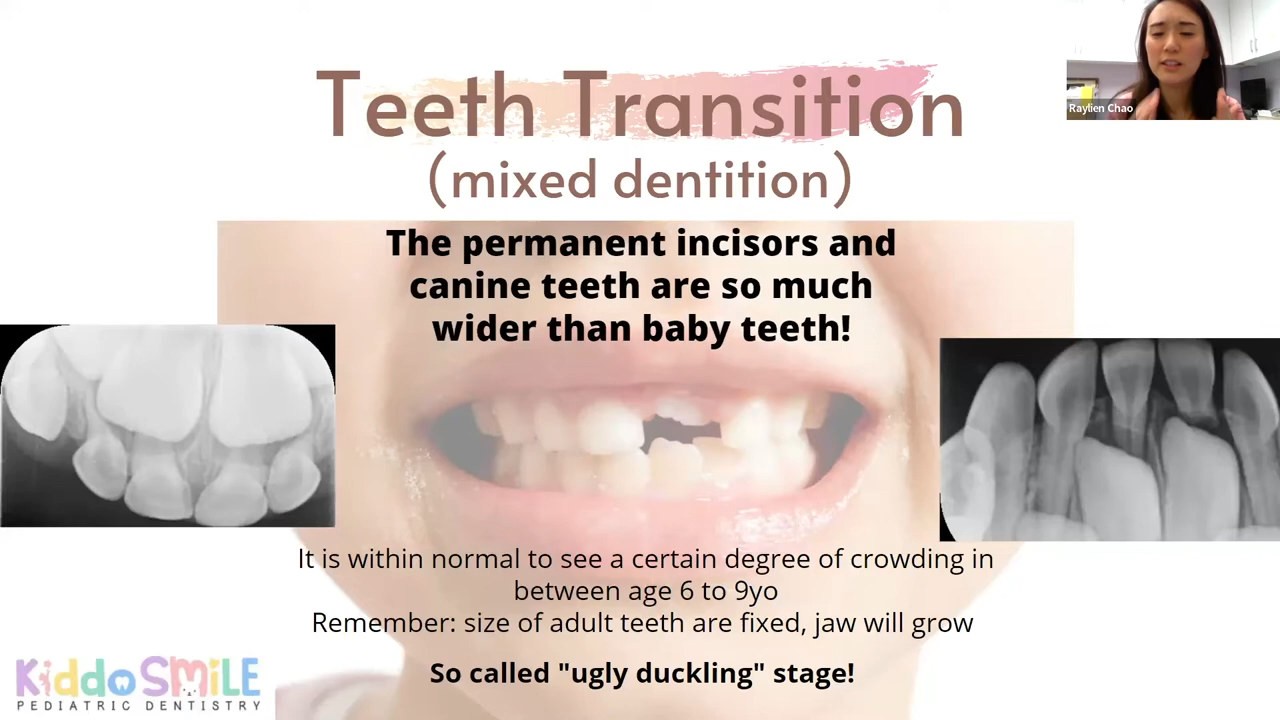 Teeth Transition
(mixed dentition)
Raylien Chao
The permanent incisors and
canine teeth are so much
wider than baby teeth!
It is within normal to see a certain degree of crowding in
between age 6 to 9yo
Remember: size of adult teeth are fixed, jaw will grow
So called "ugly duckling" stage!
KiddoSMiLE
PEDIATRIC DENTISTRY